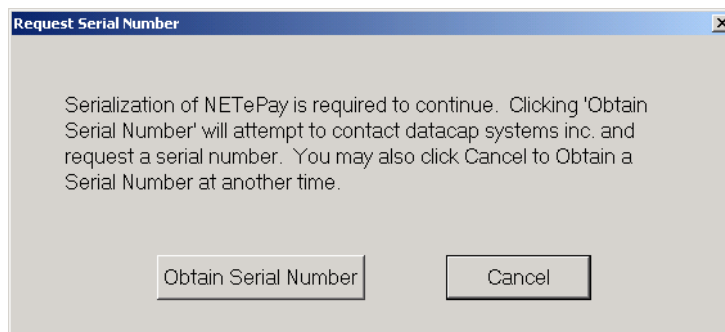 Request Serial Number
Serialization of NETePay is required to continue.  Clicking 'Obtain
Serial Number' will attempt to contact datacap systems inc. and
request a serial number.  You may also click Cancel to Obtain a
Serial Number at another time.
Obtain Serial Number
Cancel